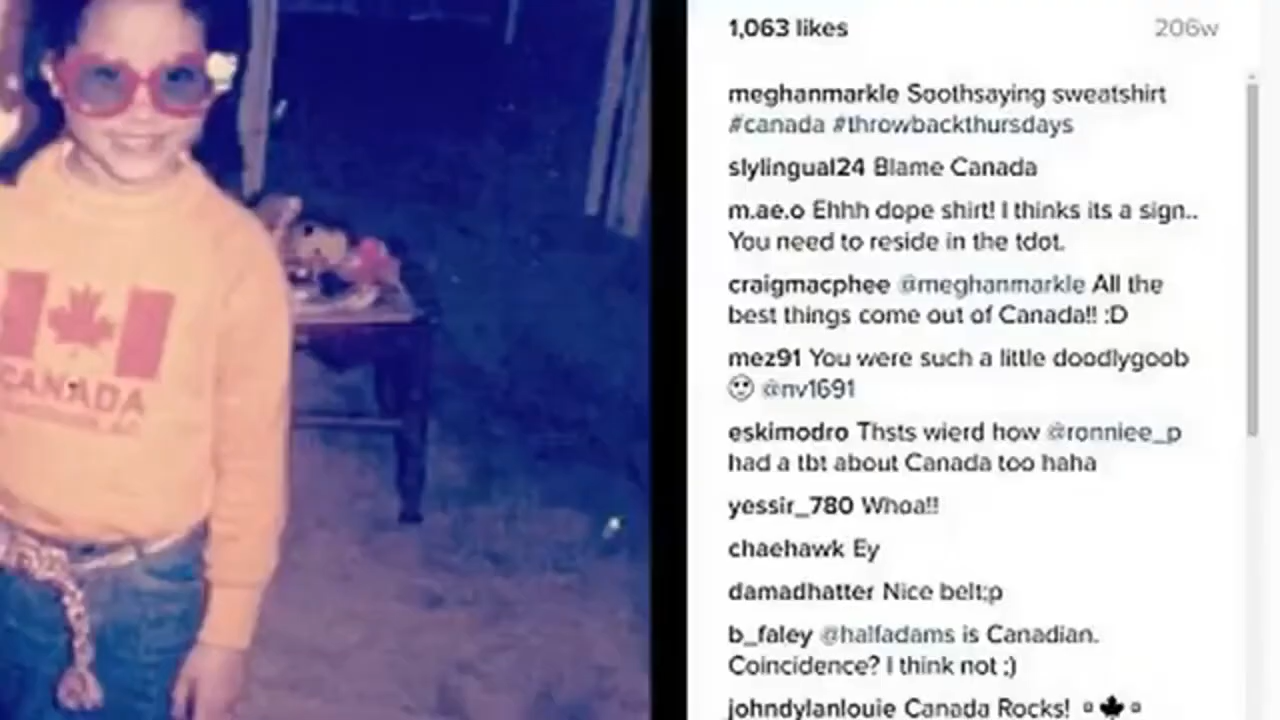 CANADA
1,063 likes 206w
meghanmarkle Soothsaying sweatshirt
#canada #throwbackthursdays
slylingual24 Blame Canada
m.ae.o Ehhh dope shirt! I thinks its a sign..
You need to reside in the tdot.
craigmacphee @meghanmarkle All the
best things come out of Canada!! :D
mez91 You were such a little doodlygoob
@nv1691
eskimodro Thsts wierd how @ronniee_p
had a tbt about Canada too haha
yessir_780 Whoa!!
chaehawk Ey
damadhatter Nice belt;p
b_faley @halfadams is Canadian.
Coincidence? I think not ;)
johndylanlouie Canada Rocks!